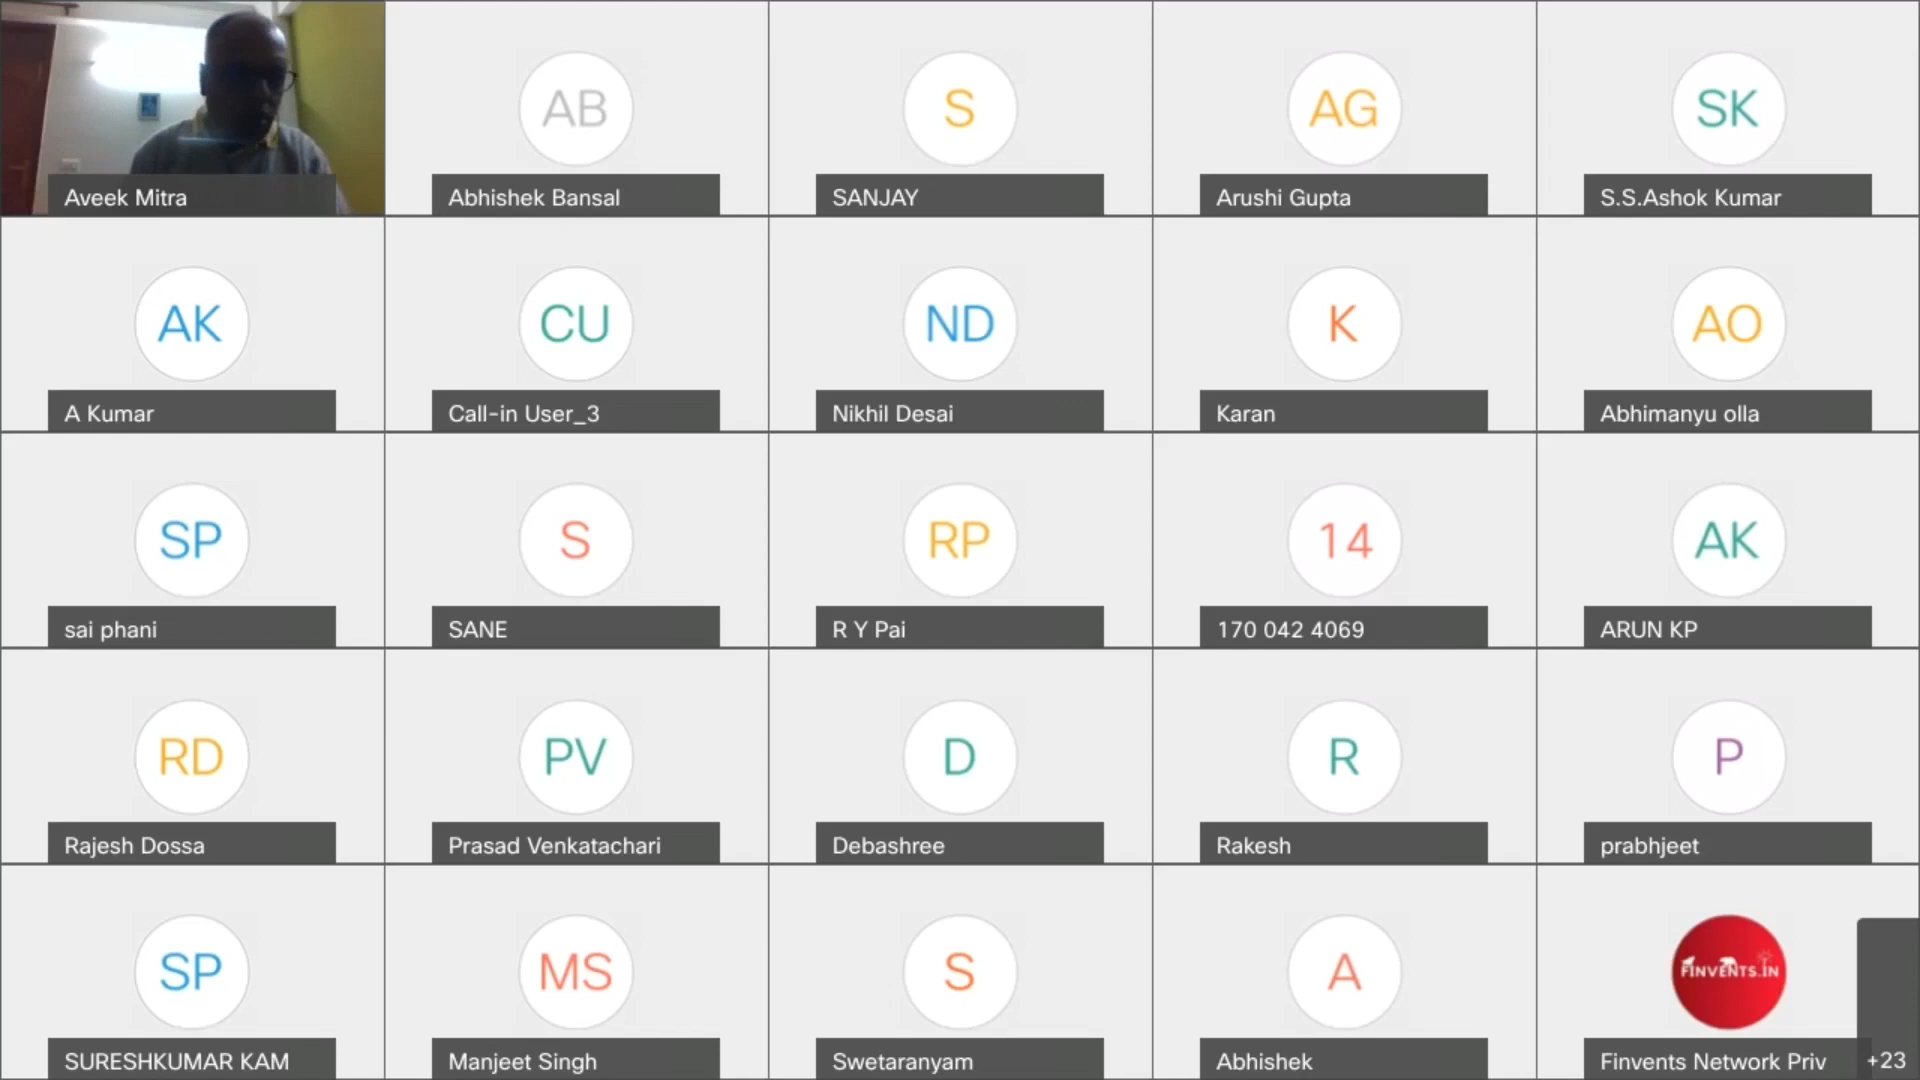 AB
S
AG
SK
Aveek Mitra
Abhishek Bansal
SANJAY
Arushi Gupta
S.S.Ashok Kumar
AK
CU
ND
K
AO
A Kumar
Call-in User_3
Nikhil Desai
Karan
Abhimanyu olla
SP
S
RP
14
AK
sai phani
SANE
R Y Pai
170 042 4069
ARUN KP
RD
PV
D
R
P
Rajesh Dossa
Prasad Venkatachari
Debashree
Rakesh
prabhjeet
SP
MS
S
A
FINVENTS.IN
SURESHKUMAR KAM
Manjeet Singh
Swetaranyam
Abhishek
Finvents Network Priv
+23